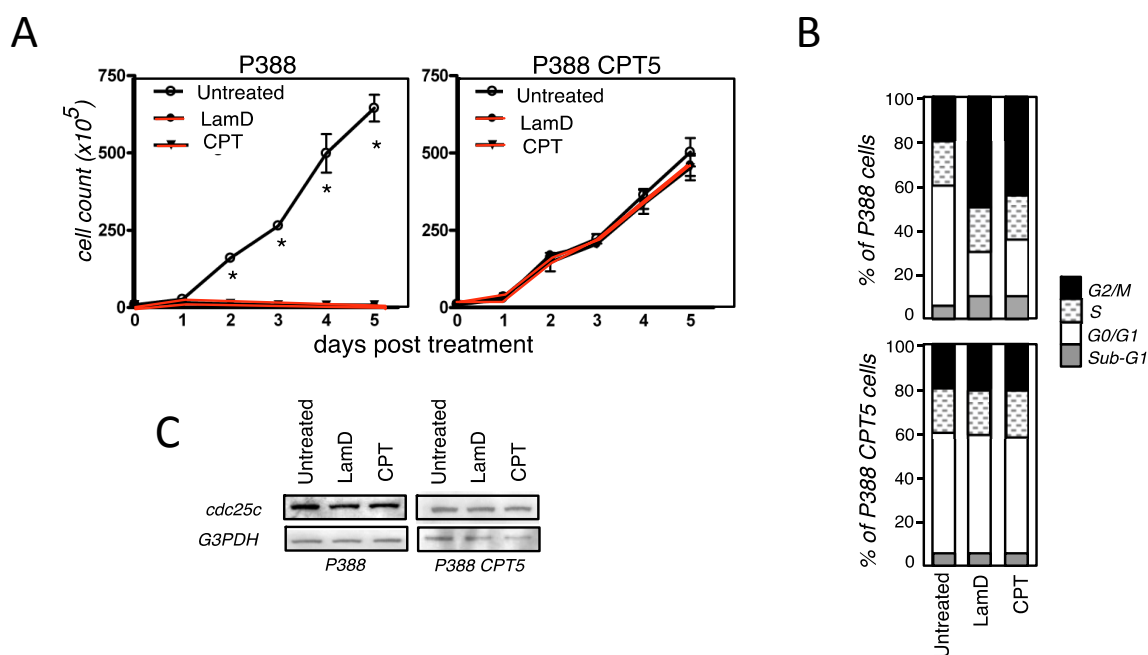 A
P388
750
500
250
0
cell count (x10⁵)
Untreated
LamD
CPT
*
*
*
*
0 1 2 3 4 5
P388 CPT5
750
500
250
0
Untreated
LamD
CPT
0 1 2 3 4 5
days post treatment
B
% of P388 cells
100
80
60
40
20
0
% of P388 CPT5 cells
100
80
60
40
20
0
Untreated
LamD
CPT
G2/M
S
G0/G1
Sub-G1
C
Untreated
LamD
CPT
Untreated
LamD
CPT
cdc25c
G3PDH
P388
P388 CPT5